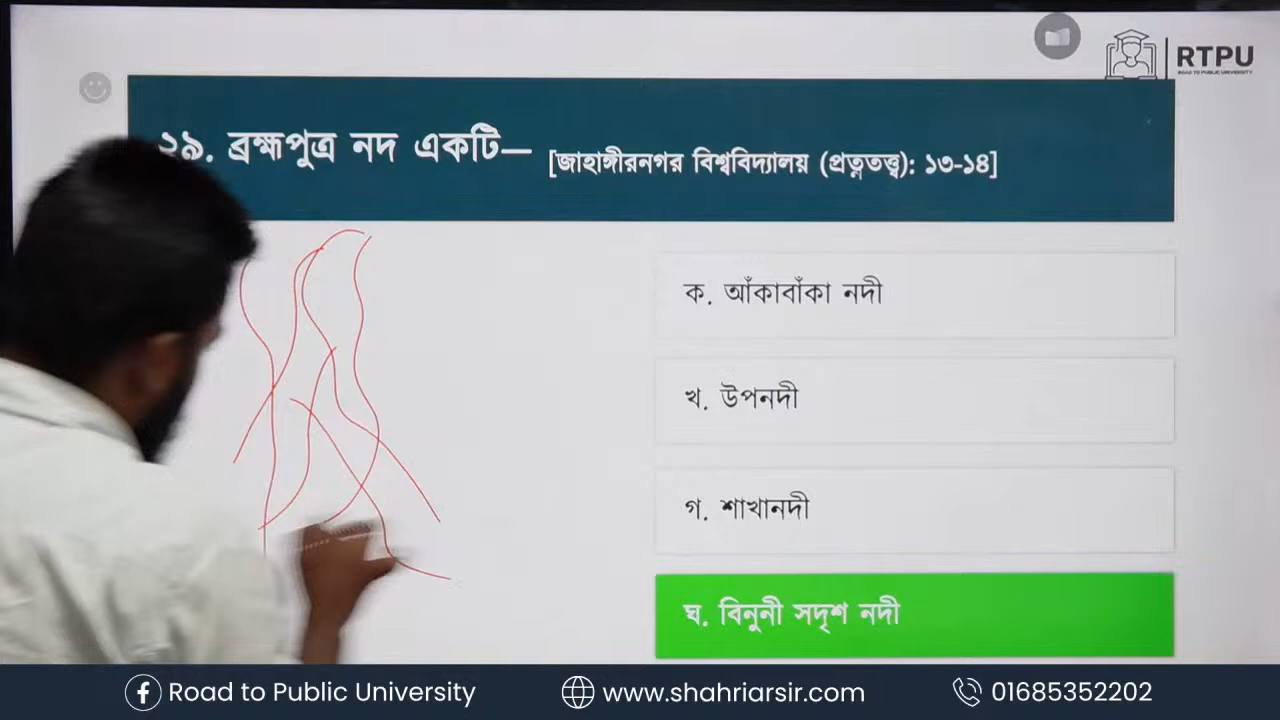 RTPU
ROAD TO PUBLIC UNIVERSITY
২৯. ব্রহ্মপুত্র নদ একটি— [জাহাঙ্গীরনগর বিশ্ববিদ্যালয় (প্রত্নতত্ত্ব): ১৩-১৪]
ক. আঁকাবাঁকা নদী
খ. উপনদী
গ. শাখানদী
ঘ. বিনুনী সদৃশ নদী
Road to Public University www.shahriarsir.com 01685352202